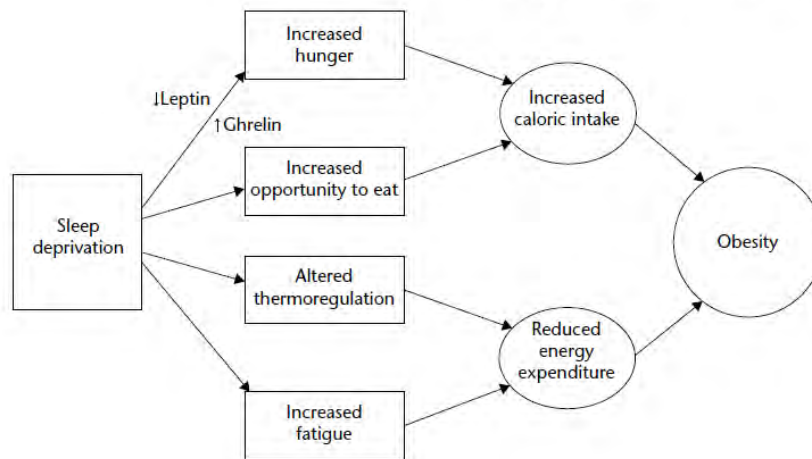 Increased
hunger
↓Leptin
↑Ghrelin
Increased
caloric intake
Increased
opportunity to eat
Sleep
deprivation
Obesity
Altered
thermoregulation
Reduced
energy
expenditure
Increased
fatigue